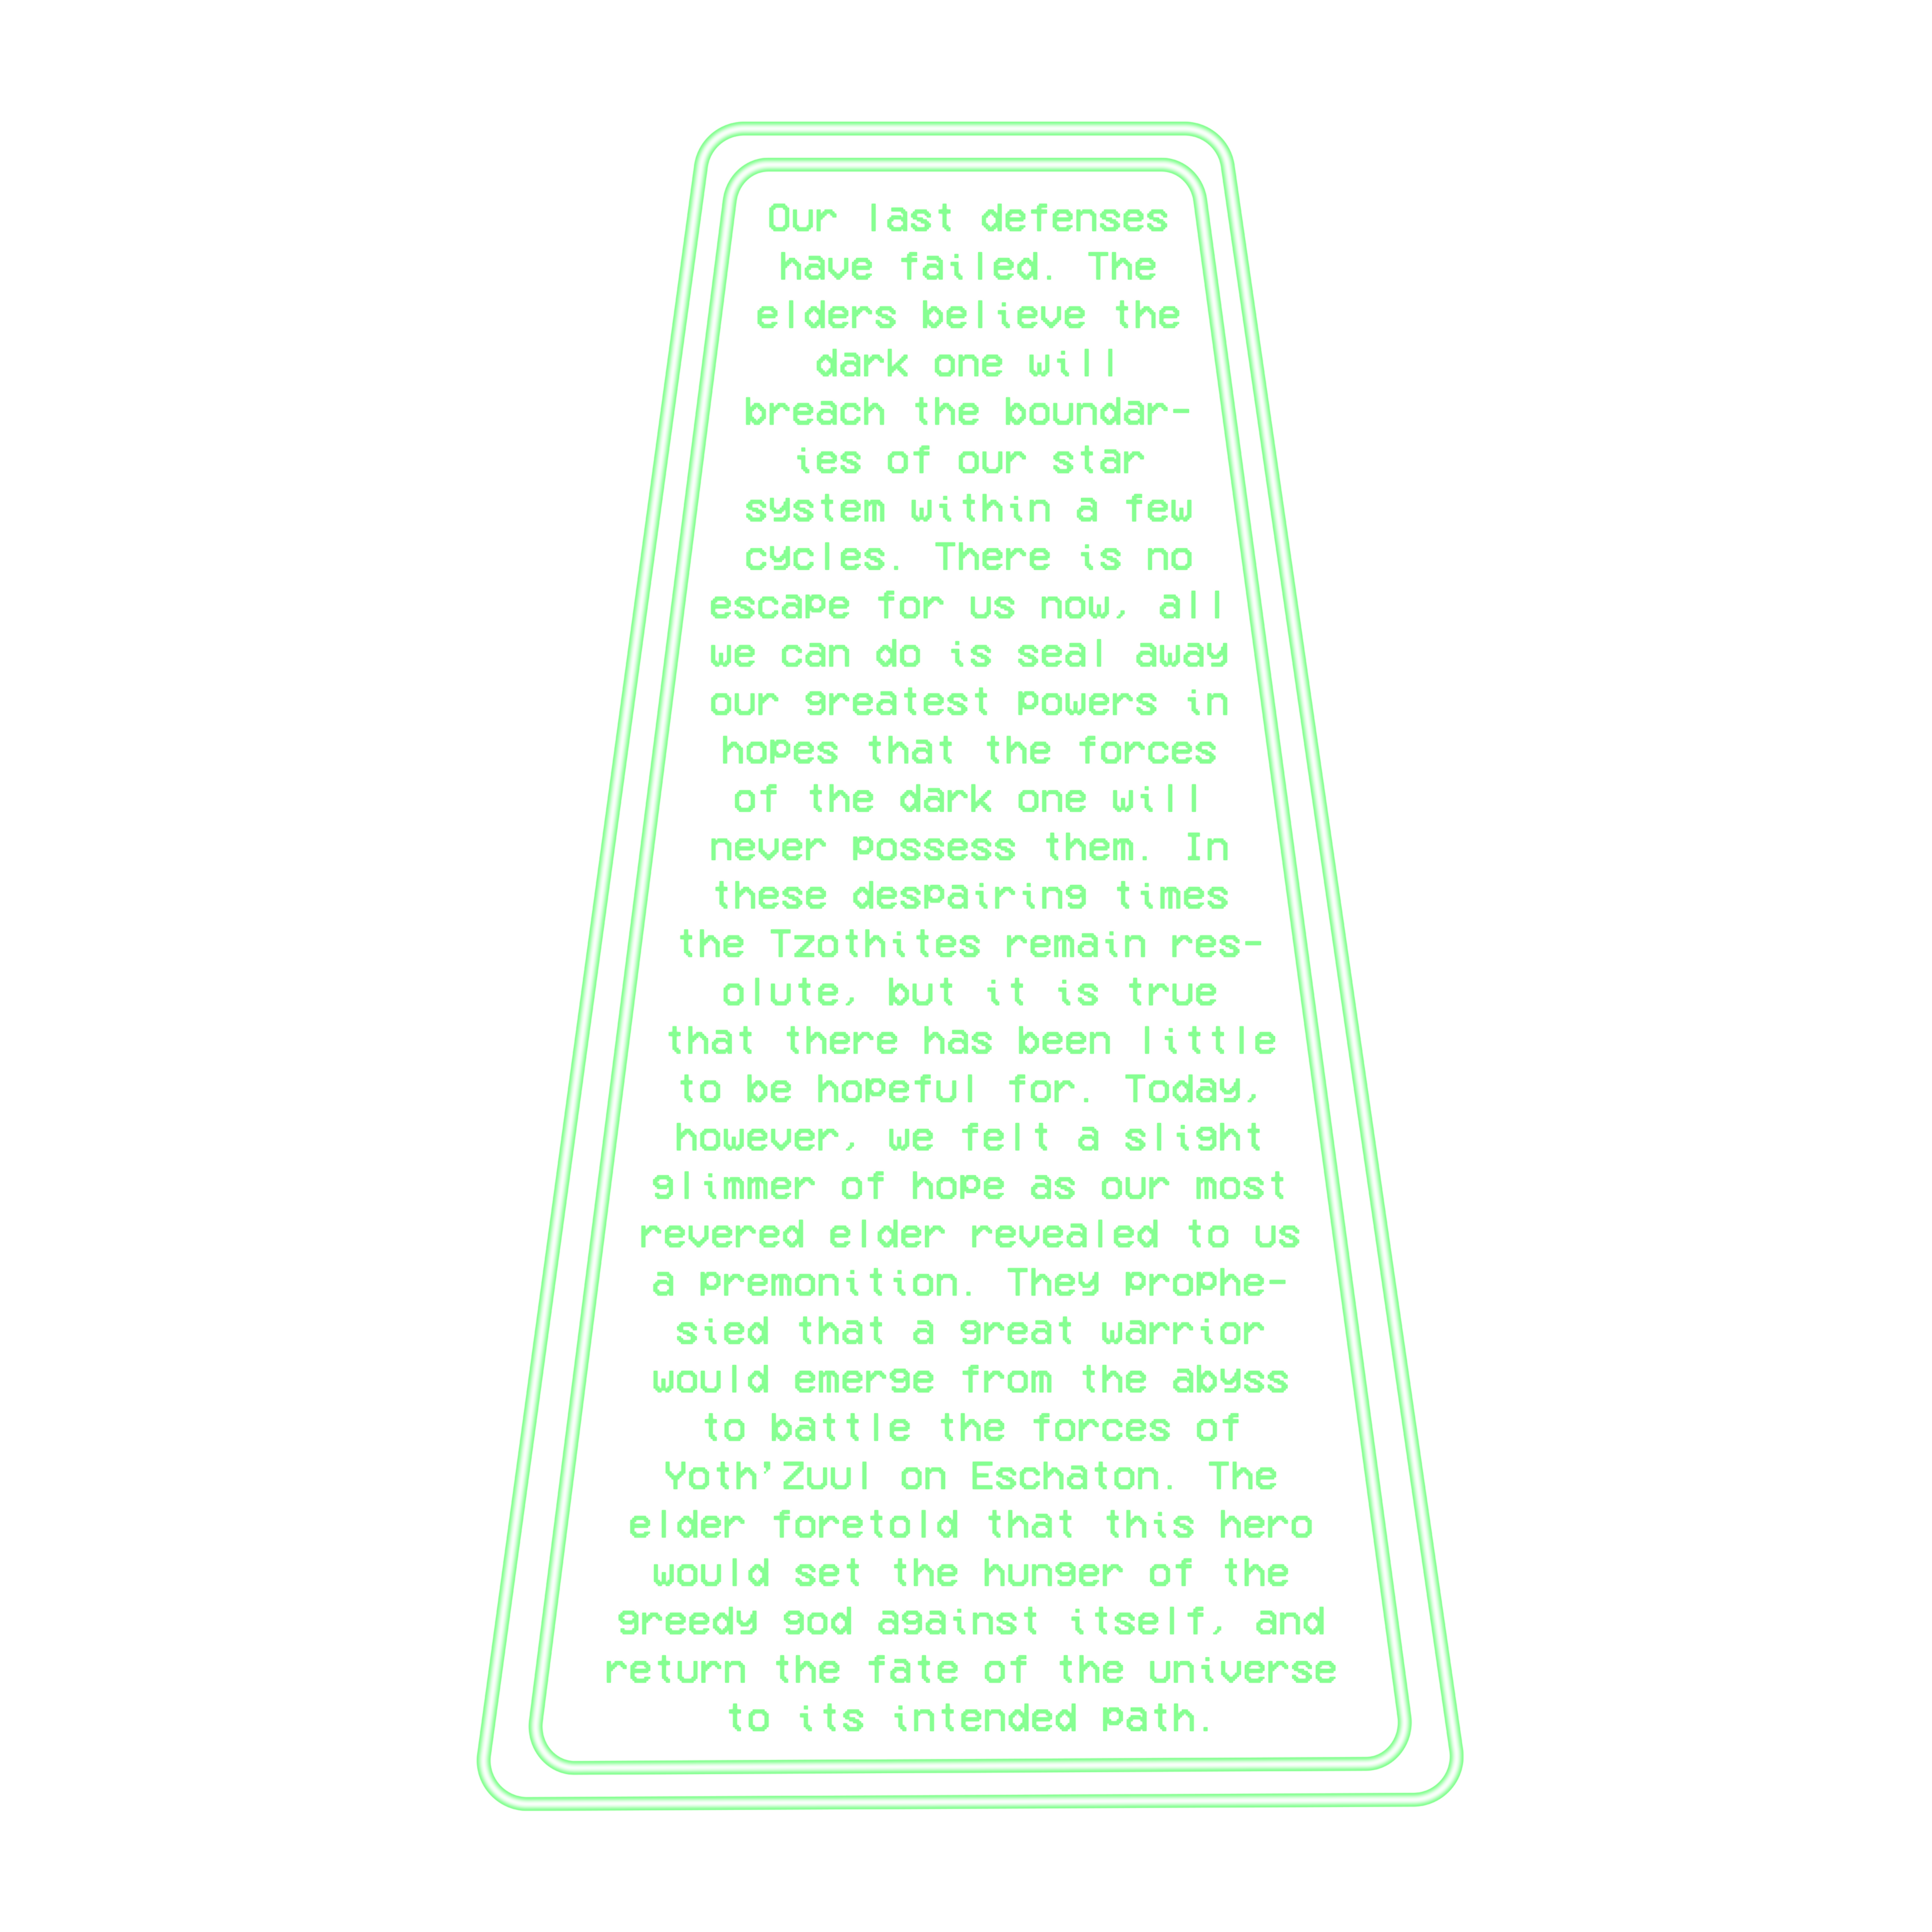 Our last defenses
have failed. The
elders believe the
dark one will
breach the boundar-
ies of our star
system within a few
cycles. There is no
escape for us now, all
we can do is seal away
our greatest powers in
hopes that the forces
of the dark one will
never possess them. In
these despairing times
the Tzothites remain res-
olute, but it is true
that there has been little
to be hopeful for. Today,
however, we felt a slight
glimmer of hope as our most
revered elder revealed to us
a premonition. They prophe-
sied that a great warrior
would emerge from the abyss
to battle the forces of
Yoth'Zuul on Eschaton. The
elder foretold that this hero
would set the hunger of the
greedy god against itself, and
return the fate of the universe
to its intended path.